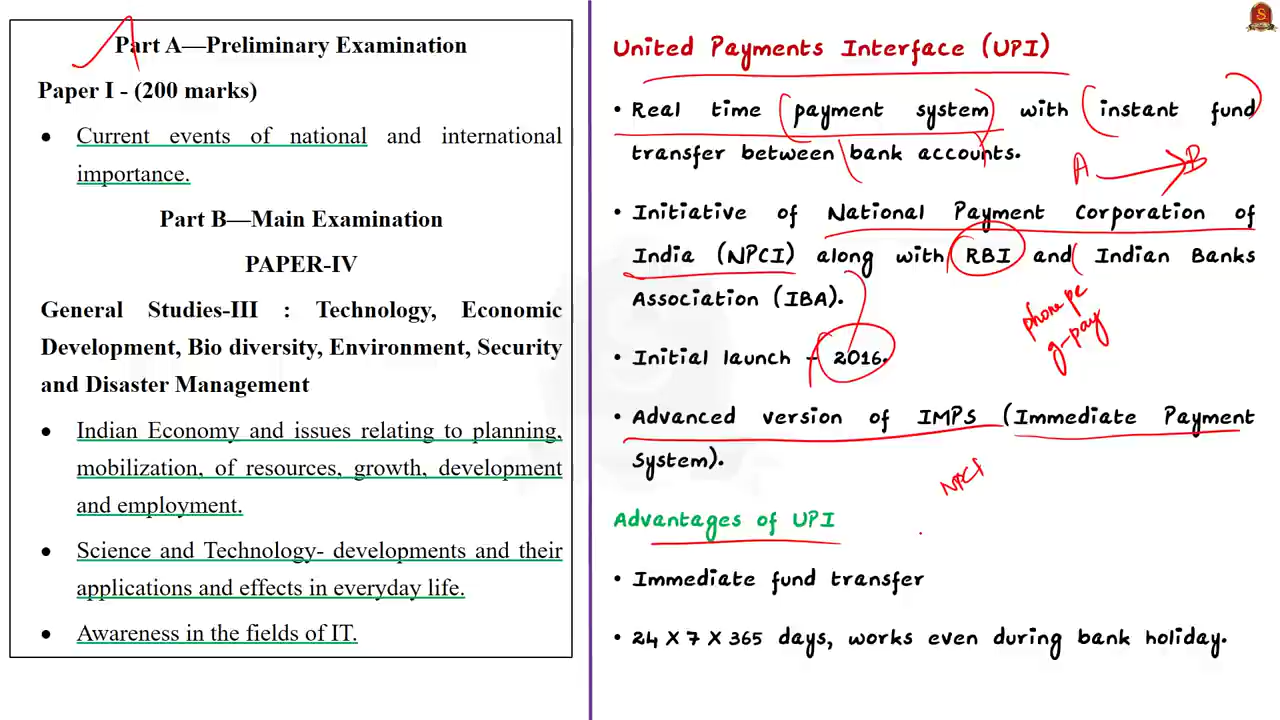 Part A—Preliminary Examination
Paper I - (200 marks)
• Current events of national and international
importance.
Part B—Main Examination
PAPER-IV
General Studies-III : Technology, Economic
Development, Bio diversity, Environment, Security
and Disaster Management
• Indian Economy and issues relating to planning,
mobilization, of resources, growth, development
and employment.
• Science and Technology- developments and their
applications and effects in everyday life.
• Awareness in the fields of IT.
United Payments Interface (UPI)
• Real time payment system with instant fund
transfer between bank accounts.
A B
• Initiative of National Payment Corporation of
India (NPCI) along with RBI and Indian Banks
Association (IBA).
phone pe
g-pay
• Initial launch - 2016.
• Advanced version of IMPS (Immediate Payment
System).
NPCI
Advantages of UPI
• Immediate fund transfer
• 24 X 7 X 365 days, works even during bank holiday.